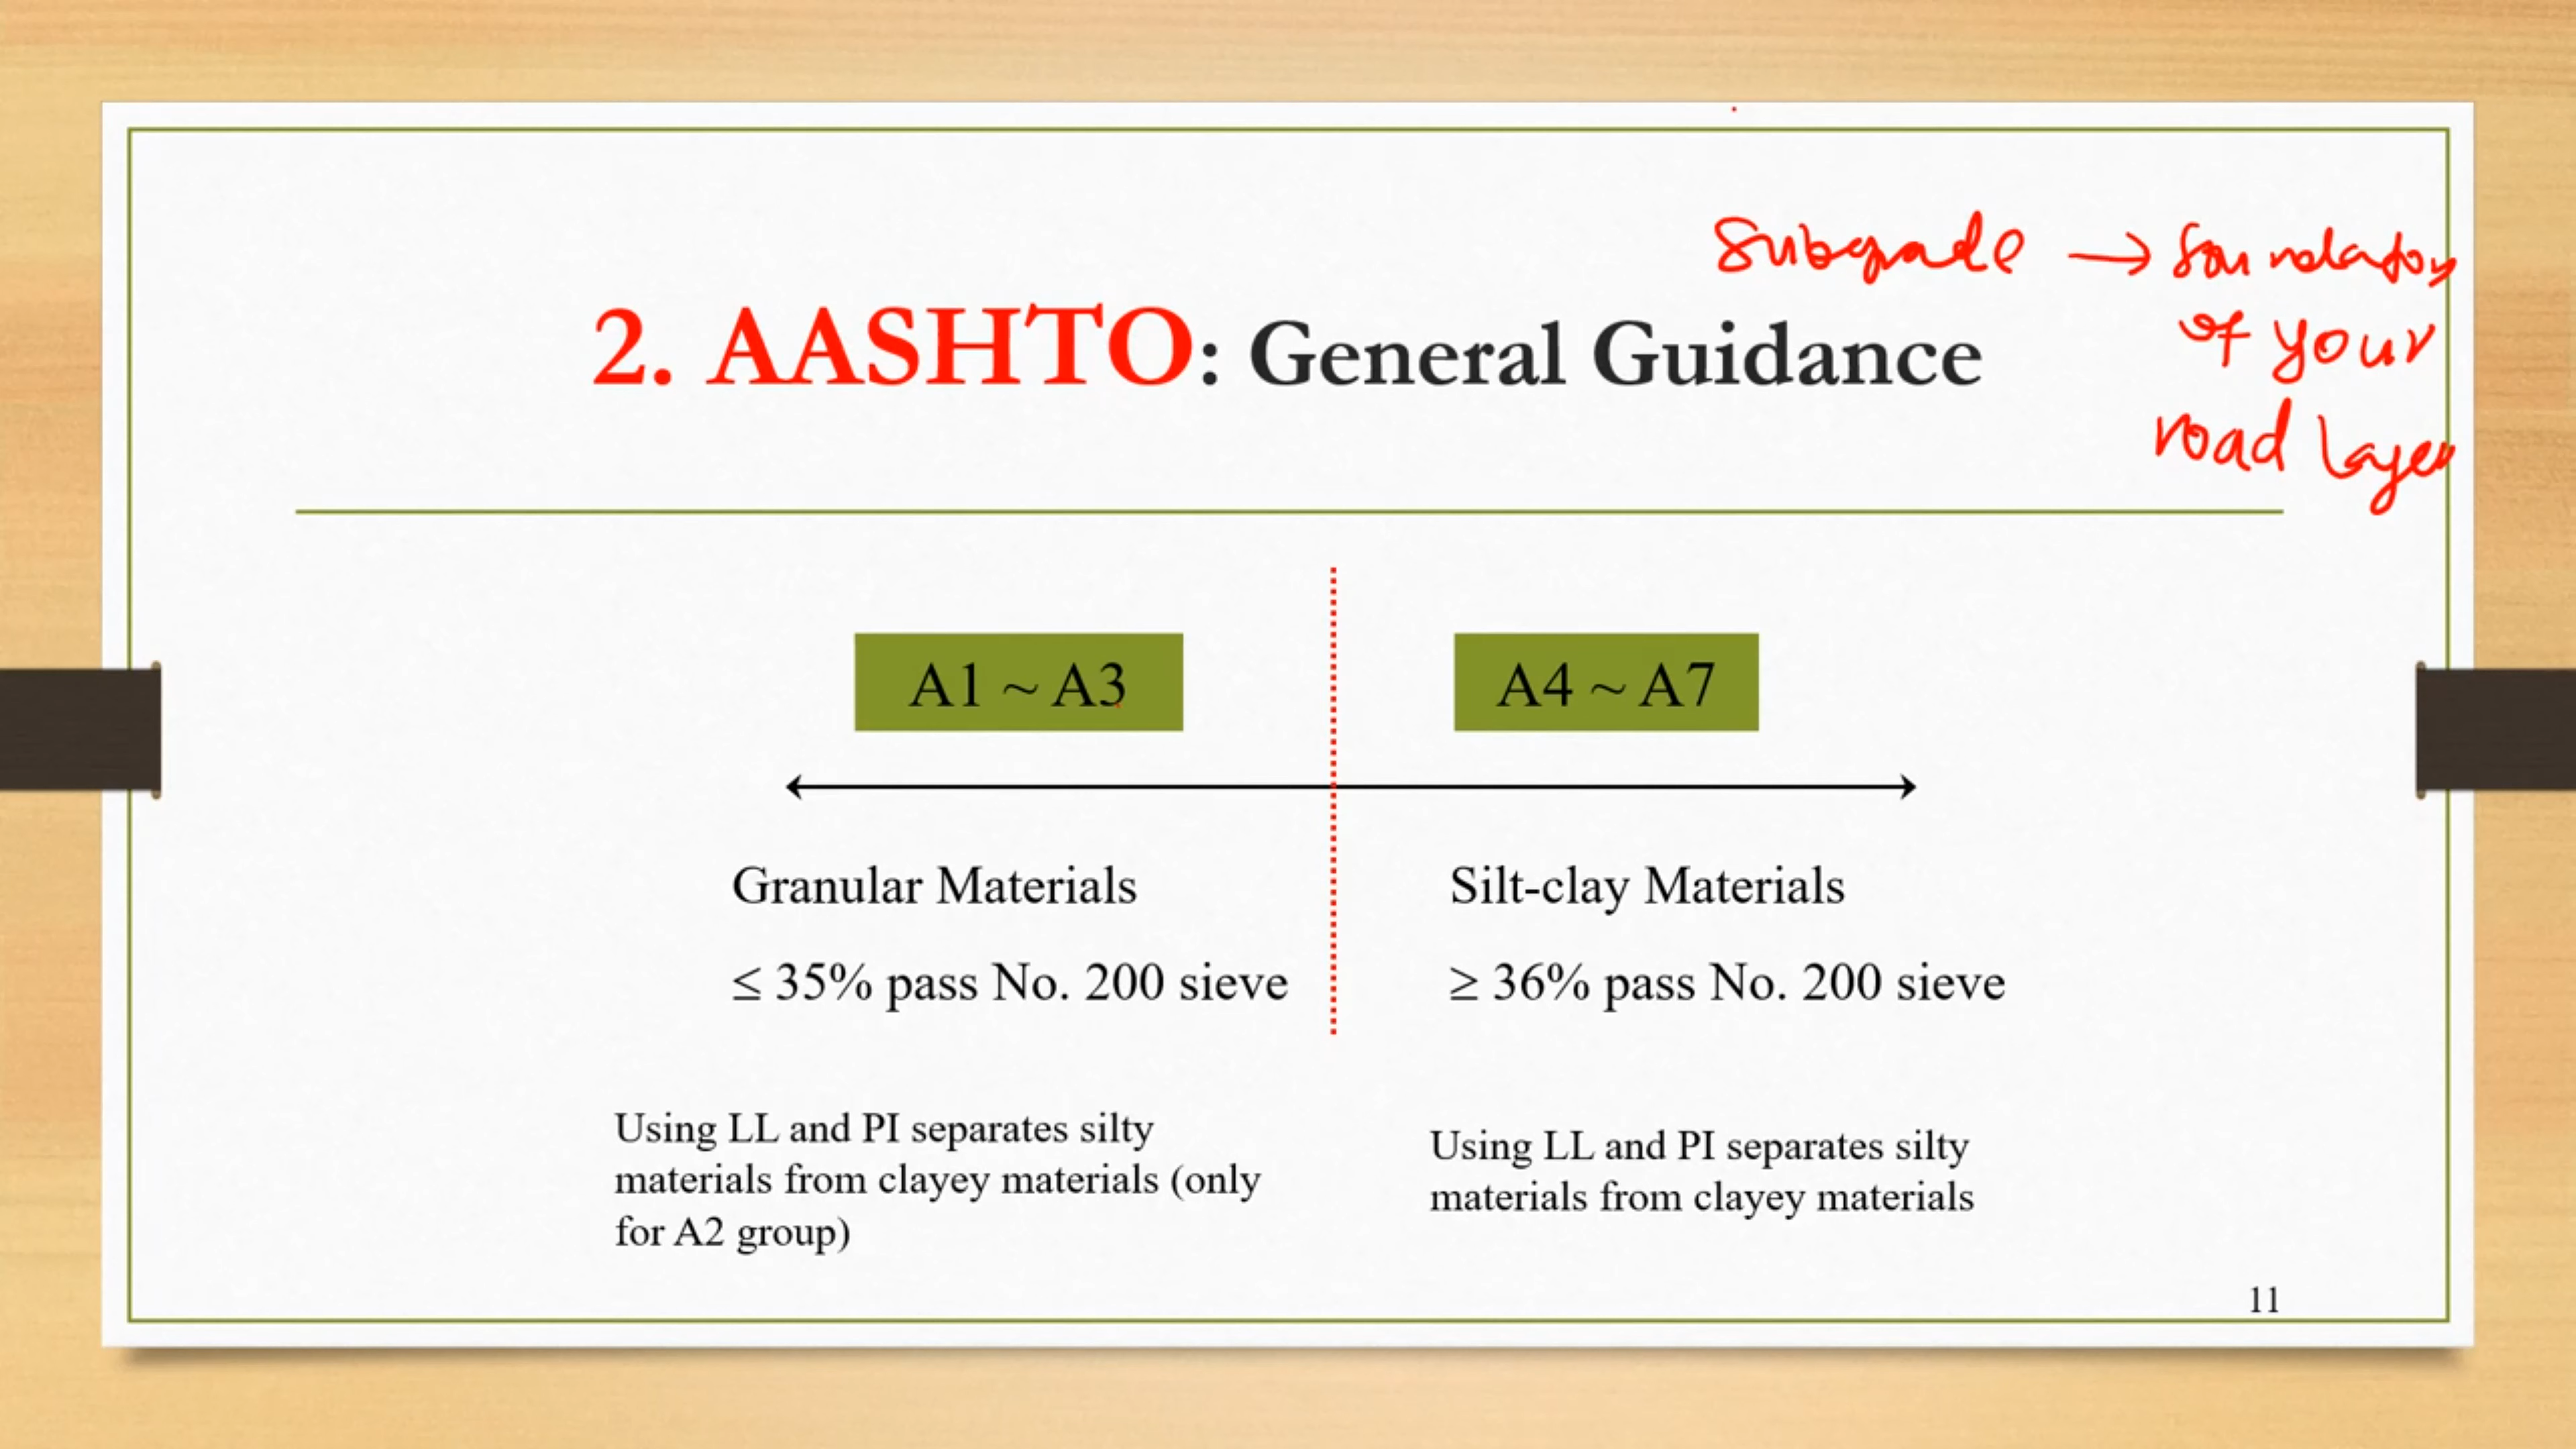 Subgrade → foundation
of your
road layer
2. AASHTO: General Guidance
A1 ~ A3
A4 ~ A7
Granular Materials
≤ 35% pass No. 200 sieve
Silt-clay Materials
≥ 36% pass No. 200 sieve
Using LL and PI separates silty
materials from clayey materials (only
for A2 group)
Using LL and PI separates silty
materials from clayey materials
11